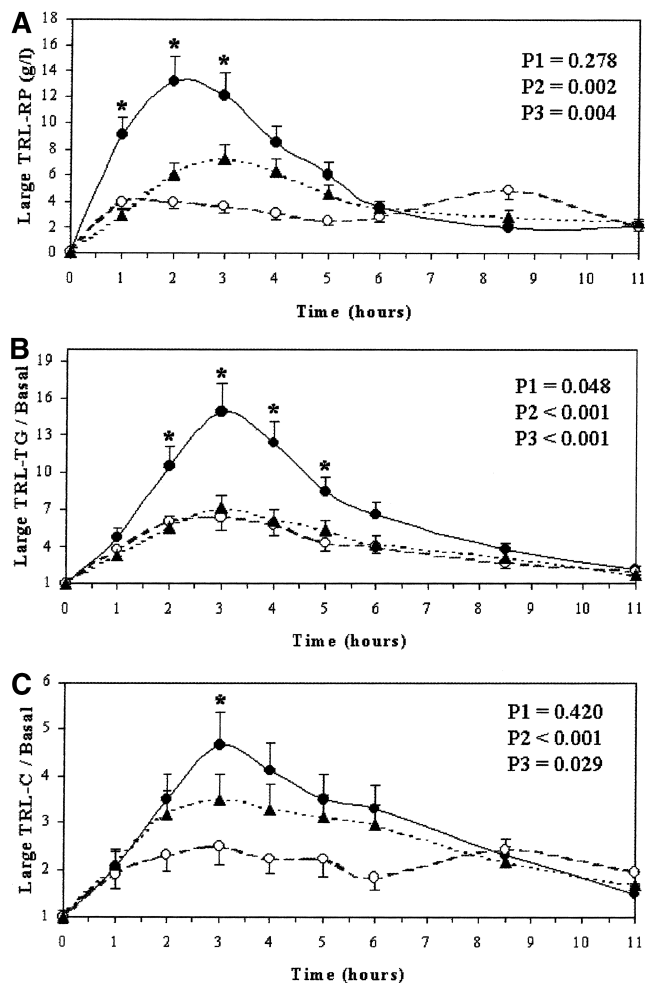 A
18
16
14
12
10
8
6
4
2
0
Large TRL-RP (g/l)
* * *
P1 = 0.278
P2 = 0.002
P3 = 0.004
0 1 2 3 4 5 6 7 8 9 10 11
Time (hours)
B
19
16
13
10
7
4
1
Large TRL-TG / Basal
* * * *
P1 = 0.048
P2 < 0.001
P3 < 0.001
0 1 2 3 4 5 6 7 8 9 10 11
Time (hours)
C
6
5
4
3
2
1
Large TRL-C / Basal
*
P1 = 0.420
P2 < 0.001
P3 = 0.029
0 1 2 3 4 5 6 7 8 9 10 11
Time (hours)